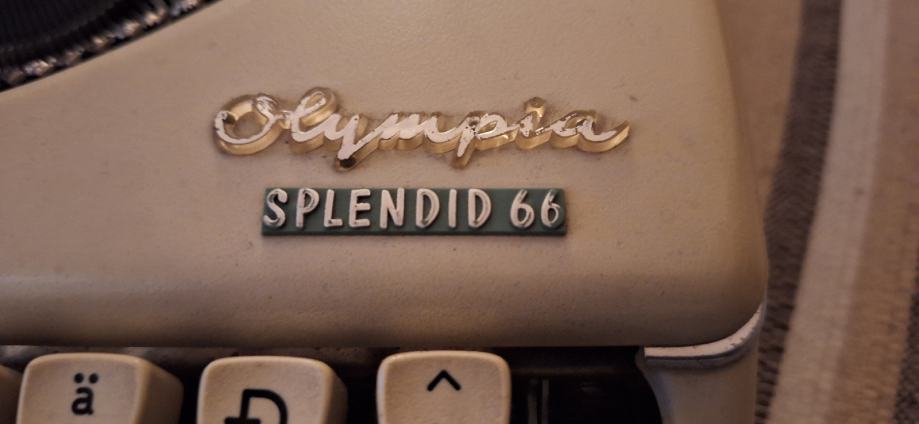 Olympia
SPLENDID 66
ä Đ ^